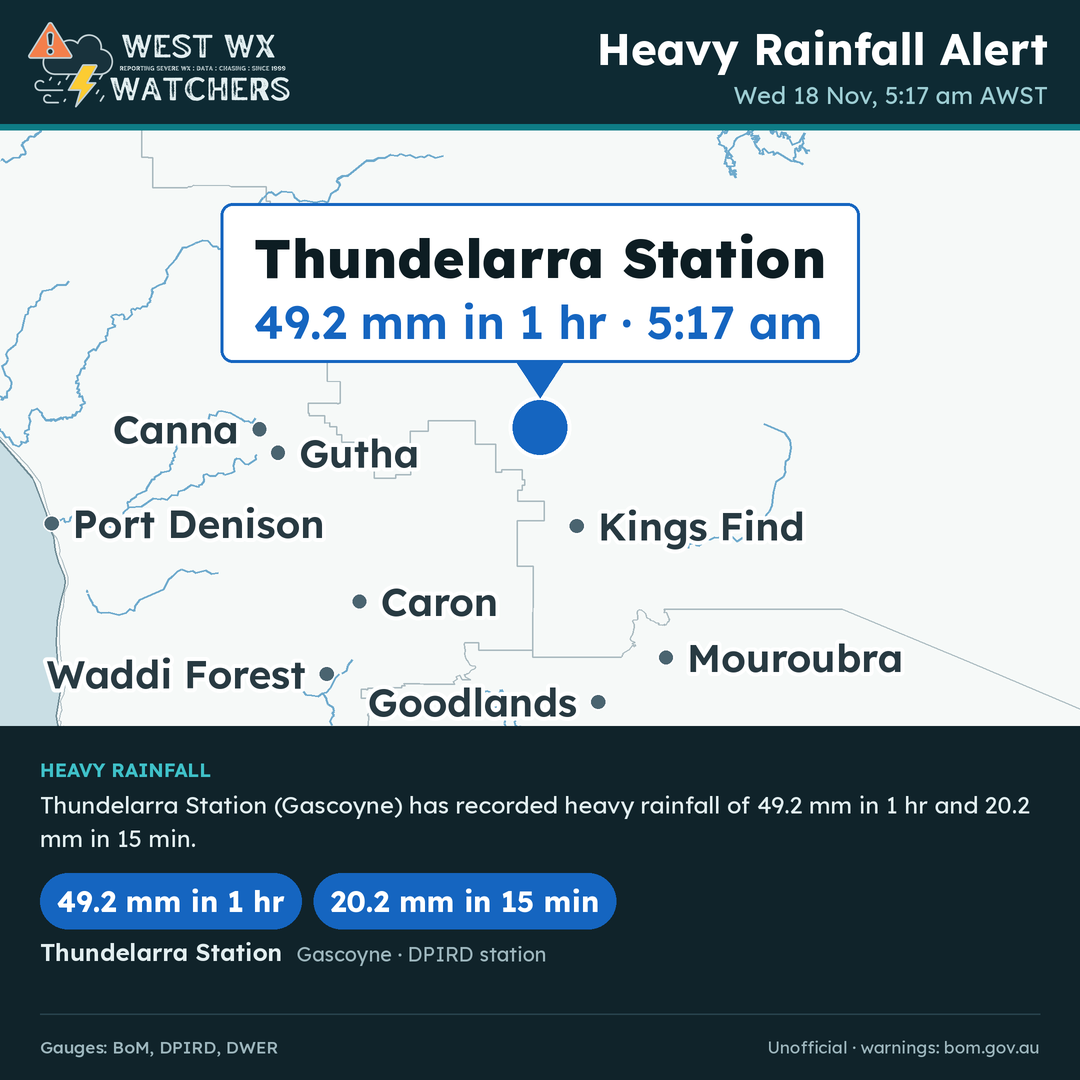 WEST WX
REPORTING SEVERE WX : DATA : CHASING : SINCE 1999
WATCHERS
Heavy Rainfall Alert
Wed 18 Nov, 5:17 am AWST
Thundelarra Station
49.2 mm in 1 hr · 5:17 am
Canna
Gutha
Port Denison
Kings Find
Caron
Mouroubra
Waddi Forest
Goodlands
HEAVY RAINFALL
Thundelarra Station (Gascoyne) has recorded heavy rainfall of 49.2 mm in 1 hr and 20.2
mm in 15 min.
49.2 mm in 1 hr
20.2 mm in 15 min
Thundelarra Station Gascoyne · DPIRD station
Gauges: BoM, DPIRD, DWER
Unofficial · warnings: bom.gov.au